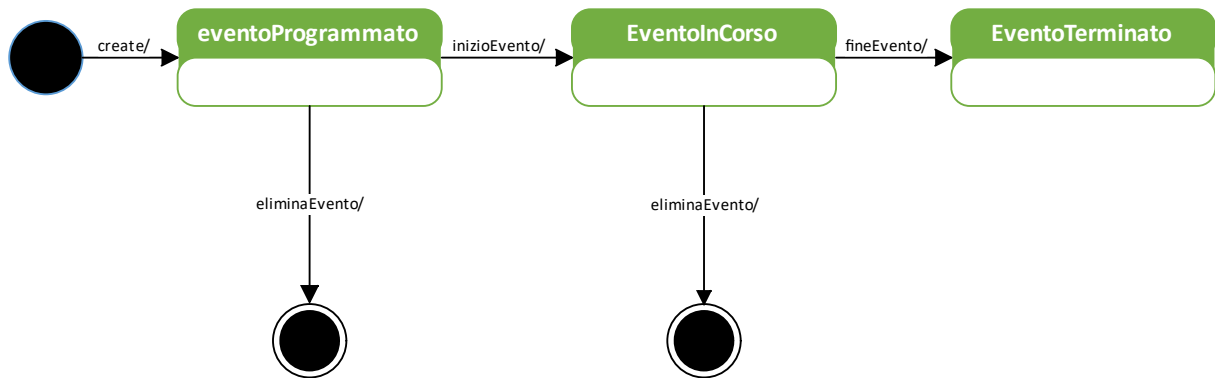 create/
eventoProgrammato
inizioEvento/
EventoInCorso
fineEvento/
EventoTerminato
eliminaEvento/
eliminaEvento/